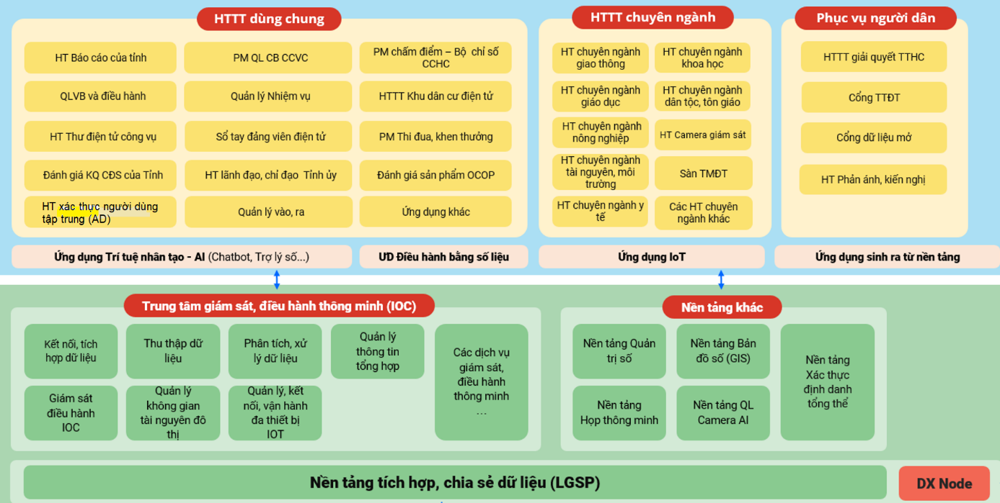 HTTT dùng chung
HT Báo cáo của tỉnh
PM QL CB CCVC
PM chấm điểm – Bộ chỉ số
CCHC
QLVB và điều hành
Quản lý Nhiệm vụ
HTTT Khu dân cư điện tử
HT Thư điện tử công vụ
Sổ tay đảng viên điện tử
PM Thi đua, khen thưởng
Đánh giá KQ CĐS của Tỉnh
HT lãnh đạo, chỉ đạo Tỉnh ủy
Đánh giá sản phẩm OCOP
HT xác thực người dùng
tập trung (AD)
Quản lý vào, ra
Ứng dụng khác
HTTT chuyên ngành
HT chuyên ngành
giao thông
HT chuyên ngành
khoa học
HT chuyên ngành
giáo dục
HT chuyên ngành
dân tộc, tôn giáo
HT chuyên ngành
nông nghiệp
HT Camera giám sát
HT chuyên ngành
tài nguyên, môi
trường
Sàn TMĐT
HT chuyên ngành y
tế
Các HT chuyên
ngành khác
Phục vụ người dân
HTTT giải quyết TTHC
Cổng TTĐT
Cổng dữ liệu mở
HT Phản ánh, kiến nghị
Ứng dụng Trí tuệ nhân tạo - AI (Chatbot, Trợ lý số...)
ƯD Điều hành bằng số liệu
Ứng dụng IoT
Ứng dụng sinh ra từ nền tảng
Trung tâm giám sát, điều hành thông minh (IOC)
Kết nối, tích
hợp dữ liệu
Thu thập dữ
liệu
Phân tích, xử
lý dữ liệu
Quản lý
thông tin
tổng hợp
Các dịch vụ
giám sát,
điều hành
thông minh
...
Giám sát
điều hành
IOC
Quản lý
không gian
tài nguyên đô
thị
Quản lý, kết
nối, vận hành
đa thiết bị
IOT
Nền tảng khác
Nền tảng Quản
trị số
Nền tảng Bản
đồ số (GIS)
Nền tảng
Xác thực
định danh
tổng thể
Nền tảng
Họp thông minh
Nền tảng QL
Camera AI
Nền tảng tích hợp, chia sẻ dữ liệu (LGSP)
DX Node